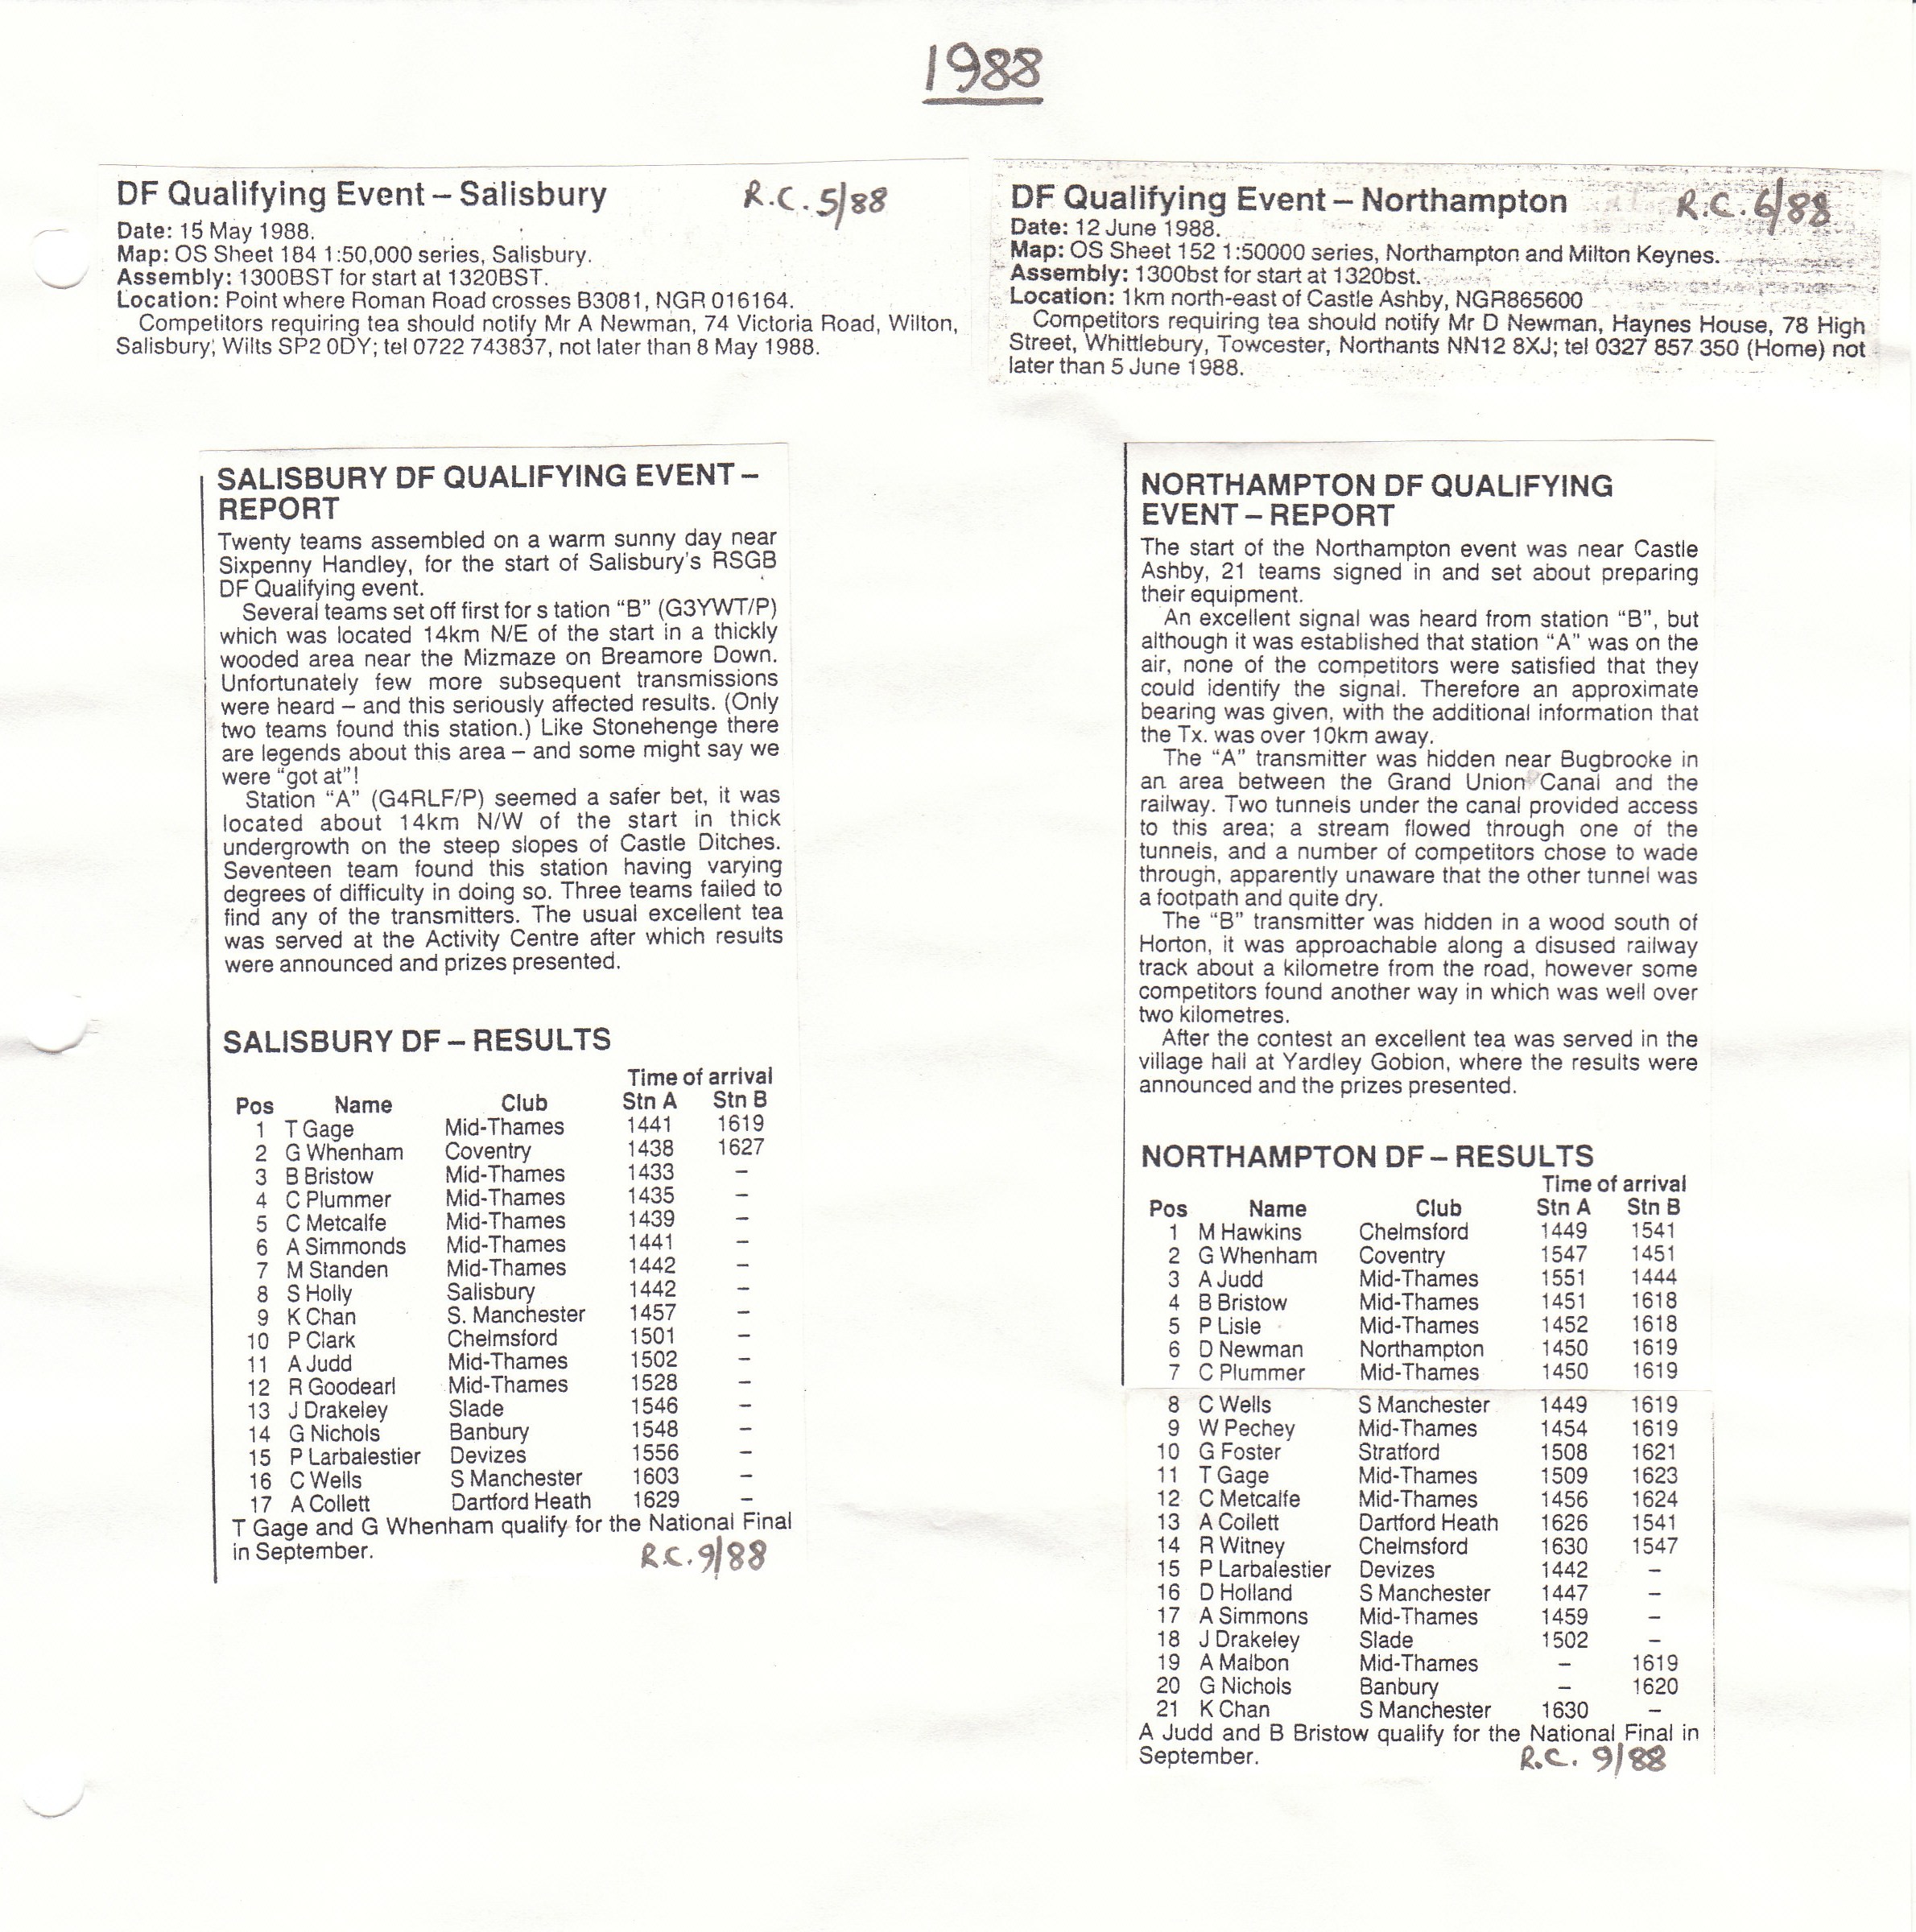 1988
DF Qualifying Event – Salisbury
R.C. 5/88
Date: 15 May 1988.
Map: OS Sheet 184 1:50,000 series, Salisbury.
Assembly: 1300BST for start at 1320BST.
Location: Point where Roman Road crosses B3081, NGR 016164.
Competitors requiring tea should notify Mr A Newman, 74 Victoria Road, Wilton,
Salisbury, Wilts SP2 0DY; tel 0722 743837, not later than 8 May 1988.
DF Qualifying Event – Northampton
R.C. 6/88
Date: 12 June 1988.
Map: OS Sheet 152 1:50000 series, Northampton and Milton Keynes.
Assembly: 1300bst for start at 1320bst.
Location: 1km north-east of Castle Ashby, NGR865600
Competitors requiring tea should notify Mr D Newman, Haynes House, 78 High
Street, Whittlebury, Towcester, Northants NN12 8XJ; tel 0327 857 350 (Home) not
later than 5 June 1988.
SALISBURY DF QUALIFYING EVENT –
REPORT
Twenty teams assembled on a warm sunny day near
Sixpenny Handley, for the start of Salisbury's RSGB
DF Qualifying event.
Several teams set off first for s tation “B” (G3YWT/P)
which was located 14km N/E of the start in a thickly
wooded area near the Mizmaze on Breamore Down.
Unfortunately few more subsequent transmissions
were heard – and this seriously affected results. (Only
two teams found this station.) Like Stonehenge there
are legends about this area – and some might say we
were “got at”!
Station “A” (G4RLF/P) seemed a safer bet, it was
located about 14km N/W of the start in thick
undergrowth on the steep slopes of Castle Ditches.
Seventeen team found this station having varying
degrees of difficulty in doing so. Three teams failed to
find any of the transmitters. The usual excellent tea
was served at the Activity Centre after which results
were announced and prizes presented.
SALISBURY DF – RESULTS
Time of arrival
Pos Name Club Stn A Stn B
1 T Gage Mid-Thames 1441 1619
2 G Whenham Coventry 1438 1627
3 B Bristow Mid-Thames 1433 –
4 C Plummer Mid-Thames 1435 –
5 C Metcalfe Mid-Thames 1439 –
6 A Simmonds Mid-Thames 1441 –
7 M Standen Mid-Thames 1442 –
8 S Holly Salisbury 1442 –
9 K Chan S. Manchester 1457 –
10 P Clark Chelmsford 1501 –
11 A Judd Mid-Thames 1502 –
12 R Goodearl Mid-Thames 1528 –
13 J Drakeley Slade 1546 –
14 G Nichols Banbury 1548 –
15 P Larbalestier Devizes 1556 –
16 C Wells S Manchester 1603 –
17 A Collett Dartford Heath 1629 –
T Gage and G Whenham qualify for the National Final
in September.
R.C. 9/88
NORTHAMPTON DF QUALIFYING
EVENT – REPORT
The start of the Northampton event was near Castle
Ashby, 21 teams signed in and set about preparing
their equipment.
An excellent signal was heard from station “B”, but
although it was established that station “A” was on the
air, none of the competitors were satisfied that they
could identify the signal. Therefore an approximate
bearing was given, with the additional information that
the Tx. was over 10km away.
The “A” transmitter was hidden near Bugbrooke in
an area between the Grand Union Canal and the
railway. Two tunnels under the canal provided access
to this area; a stream flowed through one of the
tunnels, and a number of competitors chose to wade
through, apparently unaware that the other tunnel was
a footpath and quite dry.
The “B” transmitter was hidden in a wood south of
Horton, it was approachable along a disused railway
track about a kilometre from the road, however some
competitors found another way in which was well over
two kilometres.
After the contest an excellent tea was served in the
village hall at Yardley Gobion, where the results were
announced and the prizes presented.
NORTHAMPTON DF – RESULTS
Time of arrival
Pos Name Club Stn A Stn B
1 M Hawkins Chelmsford 1449 1541
2 G Whenham Coventry 1547 1451
3 A Judd Mid-Thames 1551 1444
4 B Bristow Mid-Thames 1451 1618
5 P Lisle Mid-Thames 1452 1618
6 D Newman Northampton 1450 1619
7 C Plummer Mid-Thames 1450 1619
8 C Wells S Manchester 1449 1619
9 W Pechey Mid-Thames 1454 1619
10 G Foster Stratford 1508 1621
11 T Gage Mid-Thames 1509 1623
12 C Metcalfe Mid-Thames 1456 1624
13 A Collett Dartford Heath 1626 1541
14 R Witney Chelmsford 1630 1547
15 P Larbalestier Devizes 1442 –
16 D Holland S Manchester 1447 –
17 A Simmons Mid-Thames 1459 –
18 J Drakeley Slade 1502 –
19 A Malbon Mid-Thames – 1619
20 G Nichols Banbury – 1620
21 K Chan S Manchester 1630 –
A Judd and B Bristow qualify for the National Final in
September.
R.C. 9/88